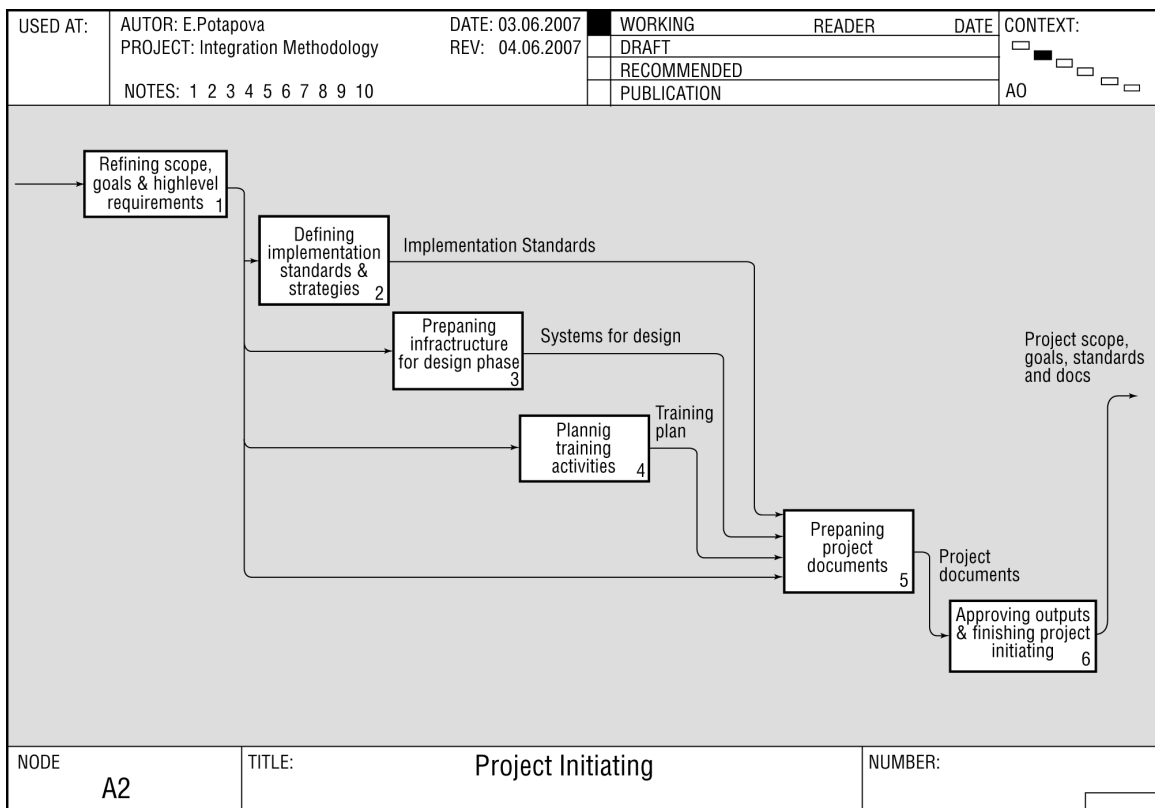 USED AT:
AUTOR: E.Potapova
DATE: 03.06.2007
PROJECT: Integration Methodology
REV: 04.06.2007
NOTES: 1 2 3 4 5 6 7 8 9 10
WORKING
READER
DATE
DRAFT
RECOMMENDED
PUBLICATION
CONTEXT:
AO
Refining scope,
goals & highlevel
requirements 1
Defining
implementation
standards &
strategies 2
Implementation Standards
Prepaning
infractructure
for design phase
3
Systems for design
Plannig
training
activities 4
Training
plan
Prepaning
project
documents 5
Project
documents
Approving outputs
& finishing project
initiating 6
Project scope,
goals, standards
and docs
NODE
A2
TITLE:
Project Initiating
NUMBER: